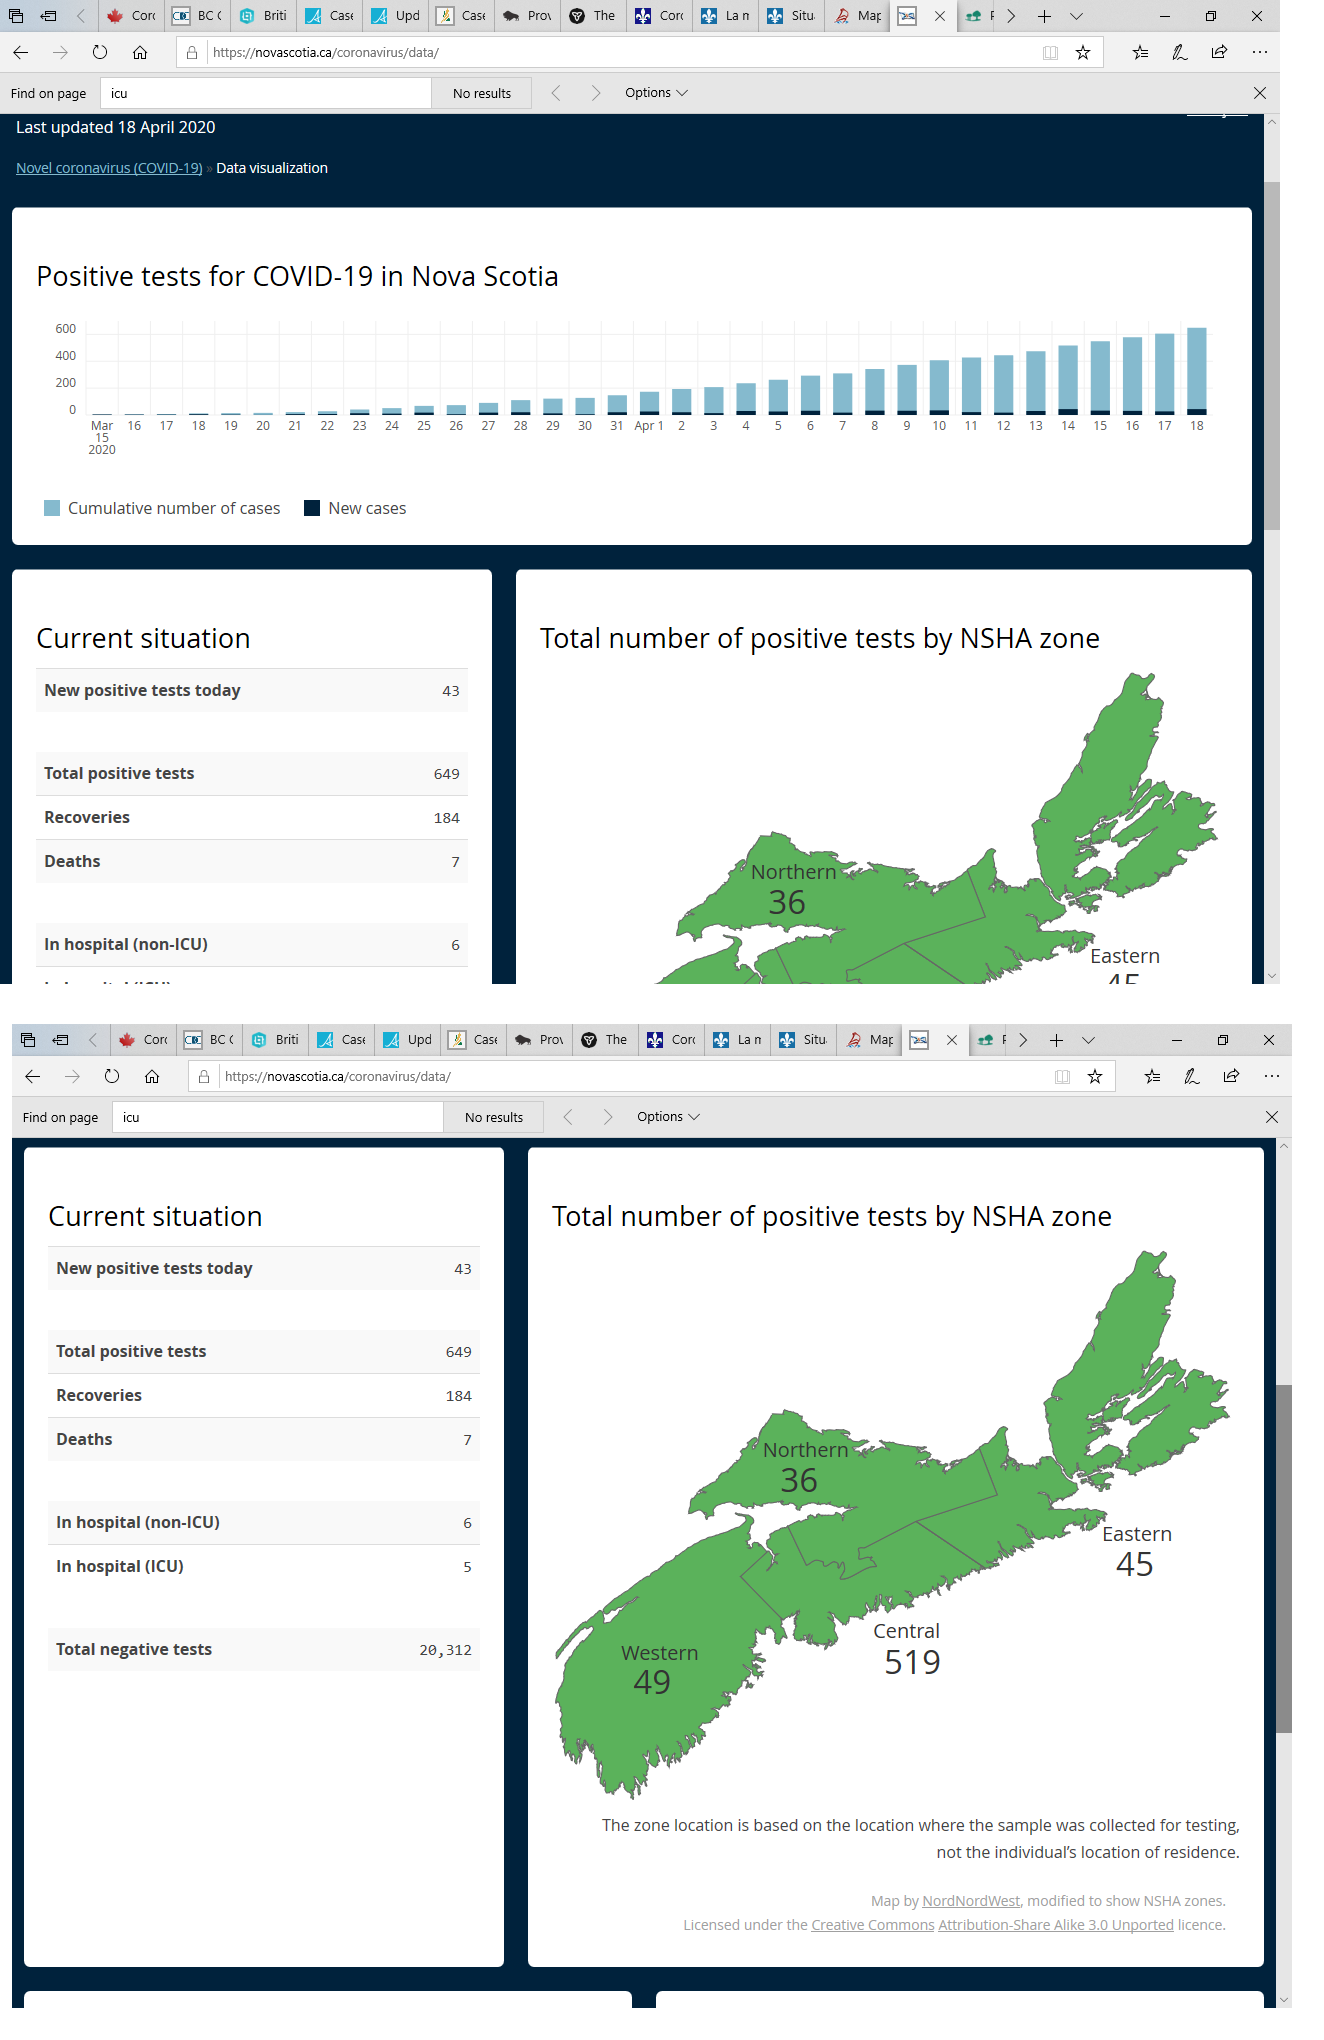 Corc
BC C
Briti
Case
Upd
Case
Prov
The
Corc
La m
Situ
Map
https://novascotia.ca/coronavirus/data/
Find on page
icu
No results
Options
Last updated 18 April 2020
Novel coronavirus (COVID-19) » Data visualization
Positive tests for COVID-19 in Nova Scotia
600
400
200
0
Mar 15 2020 16 17 18 19 20 21 22 23 24 25 26 27 28 29 30 31 Apr 1 2 3 4 5 6 7 8 9 10 11 12 13 14 15 16 17 18
Cumulative number of cases New cases
Current situation
New positive tests today 43
Total positive tests 649
Recoveries 184
Deaths 7
In hospital (non-ICU) 6
In hospital (ICU)
Total number of positive tests by NSHA zone
Northern
36
Eastern
45
Corc
BC C
Briti
Case
Upd
Case
Prov
The
Corc
La m
Situ
Map
https://novascotia.ca/coronavirus/data/
Find on page
icu
No results
Options
Current situation
New positive tests today 43
Total positive tests 649
Recoveries 184
Deaths 7
In hospital (non-ICU) 6
In hospital (ICU) 5
Total negative tests 20,312
Total number of positive tests by NSHA zone
Northern
36
Eastern
45
Central
519
Western
49
The zone location is based on the location where the sample was collected for testing,
not the individual's location of residence.
Map by NordNordWest, modified to show NSHA zones.
Licensed under the Creative Commons Attribution-Share Alike 3.0 Unported licence.